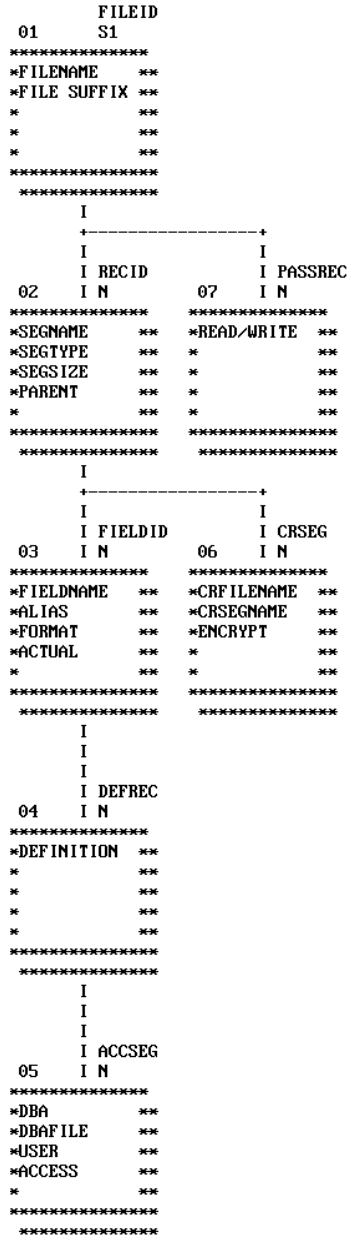 FILEID
 01      S1
**************
*FILENAME    **
*FILE SUFFIX **
*            **
*            **
*            **
***************
 **************
       I
       +-----------------+
       I                 I
       I RECID           I PASSREC
 02    I N         07    I N
**************    **************
*SEGNAME     **   *READ/WRITE  **
*SEGTYPE     **   *            **
*SEGSIZE     **   *            **
*PARENT      **   *            **
*            **   *            **
***************   ***************
 **************    **************
       I
       +-----------------+
       I                 I
       I FIELDID         I CRSEG
 03    I N         06    I N
**************    **************
*FIELDNAME   **   *CRFILENAME  **
*ALIAS       **   *CRSEGNAME   **
*FORMAT      **   *ENCRYPT     **
*ACTUAL      **   *            **
*            **   *            **
***************   ***************
 **************    **************
       I
       I
       I
       I DEFREC
 04    I N
**************
*DEFINITION  **
*            **
*            **
*            **
*            **
***************
 **************
       I
       I
       I
       I ACCSEG
 05    I N
**************
*DBA         **
*DBAFILE     **
*USER        **
*ACCESS      **
*            **
***************
 **************